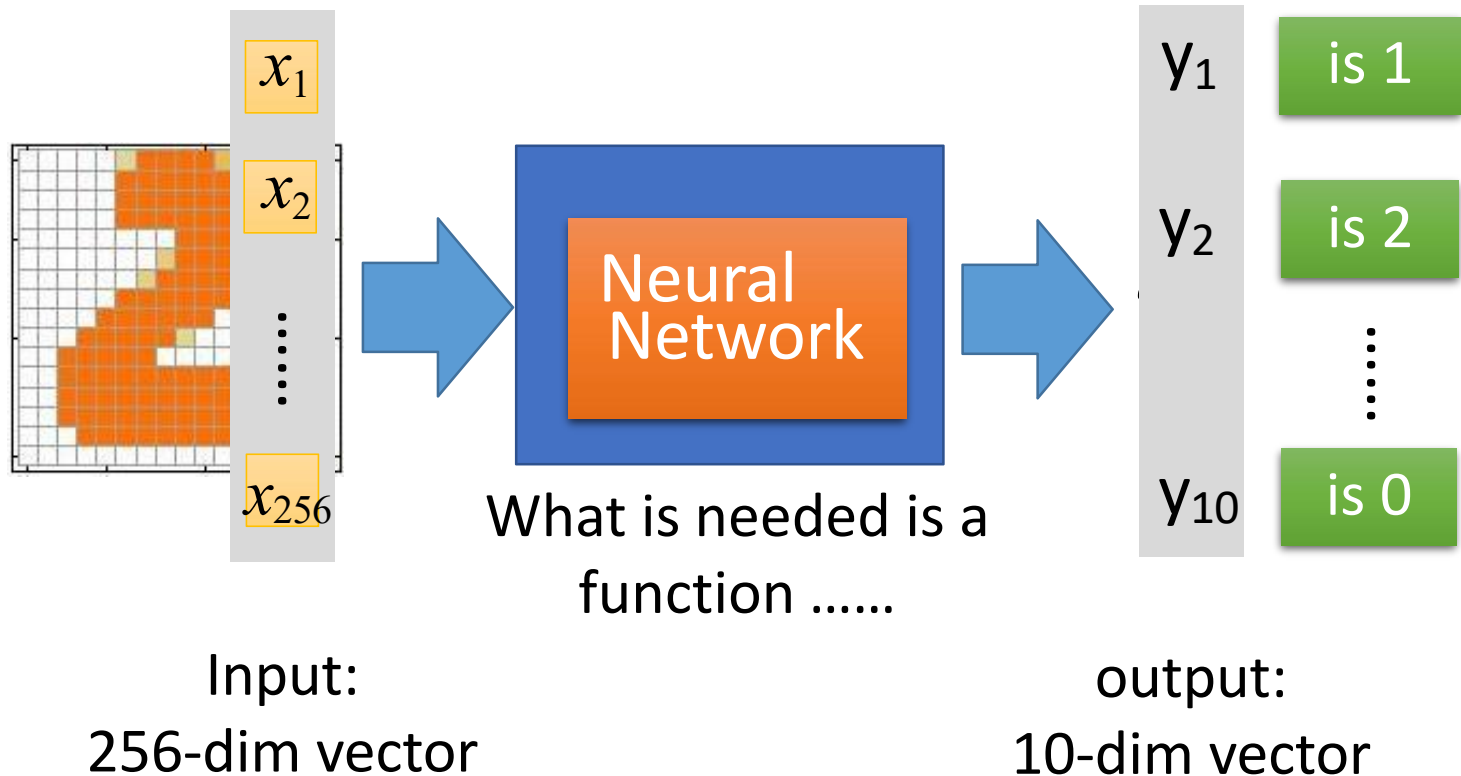 x₁
x₂
......
x₂₅₆
Neural
Network
What is needed is a
function ......
Input:
256-dim vector
y₁
is 1
y₂
is 2
......
y₁₀
is 0
output:
10-dim vector